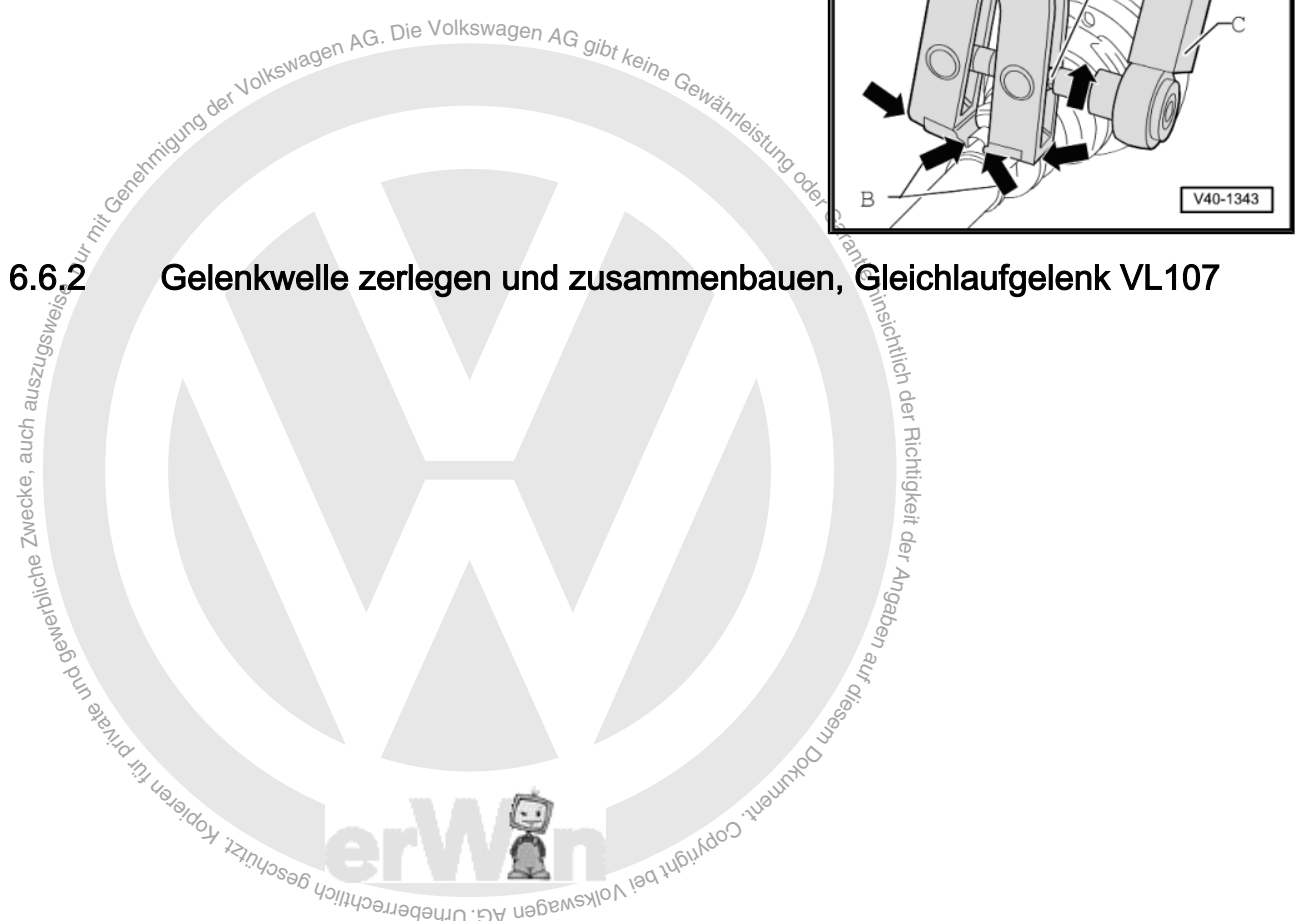 C
B
V40-1343
6.6.2 Gelenkwelle zerlegen und zusammenbauen, Gleichlaufgelenk VL107
Urheberrechtlich geschützt. Kopieren für private und gewerbliche Zwecke, auch auszugsweise, nur mit Genehmigung der Volkswagen AG. Die Volkswagen AG gibt keine Gewährleistung oder Garantie hinsichtlich der Richtigkeit der Angaben auf diesem Dokument. Copyright bei Volkswagen AG.
erWin